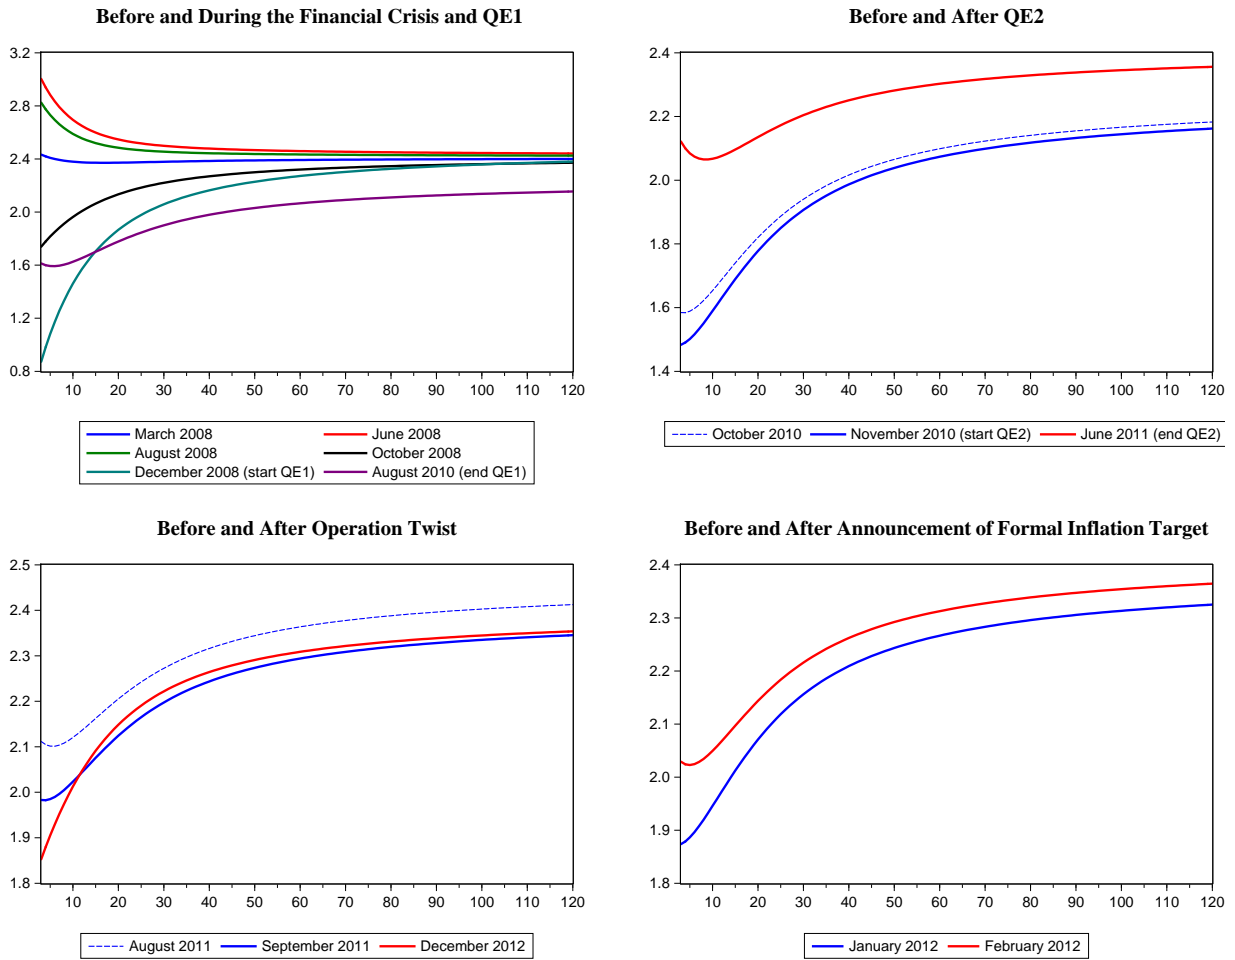 Before and During the Financial Crisis and QE1
3.2
2.8
2.4
2.0
1.6
1.2
0.8
10 20 30 40 50 60 70 80 90 100 110 120
March 2008 June 2008
August 2008 October 2008
December 2008 (start QE1) August 2010 (end QE1)
Before and After QE2
2.4
2.2
2.0
1.8
1.6
1.4
10 20 30 40 50 60 70 80 90 100 110 120
October 2010 November 2010 (start QE2) June 2011 (end QE2)
Before and After Operation Twist
2.5
2.4
2.3
2.2
2.1
2.0
1.9
1.8
10 20 30 40 50 60 70 80 90 100 110 120
August 2011 September 2011 December 2012
Before and After Announcement of Formal Inflation Target
2.4
2.3
2.2
2.1
2.0
1.9
1.8
10 20 30 40 50 60 70 80 90 100 110 120
January 2012 February 2012